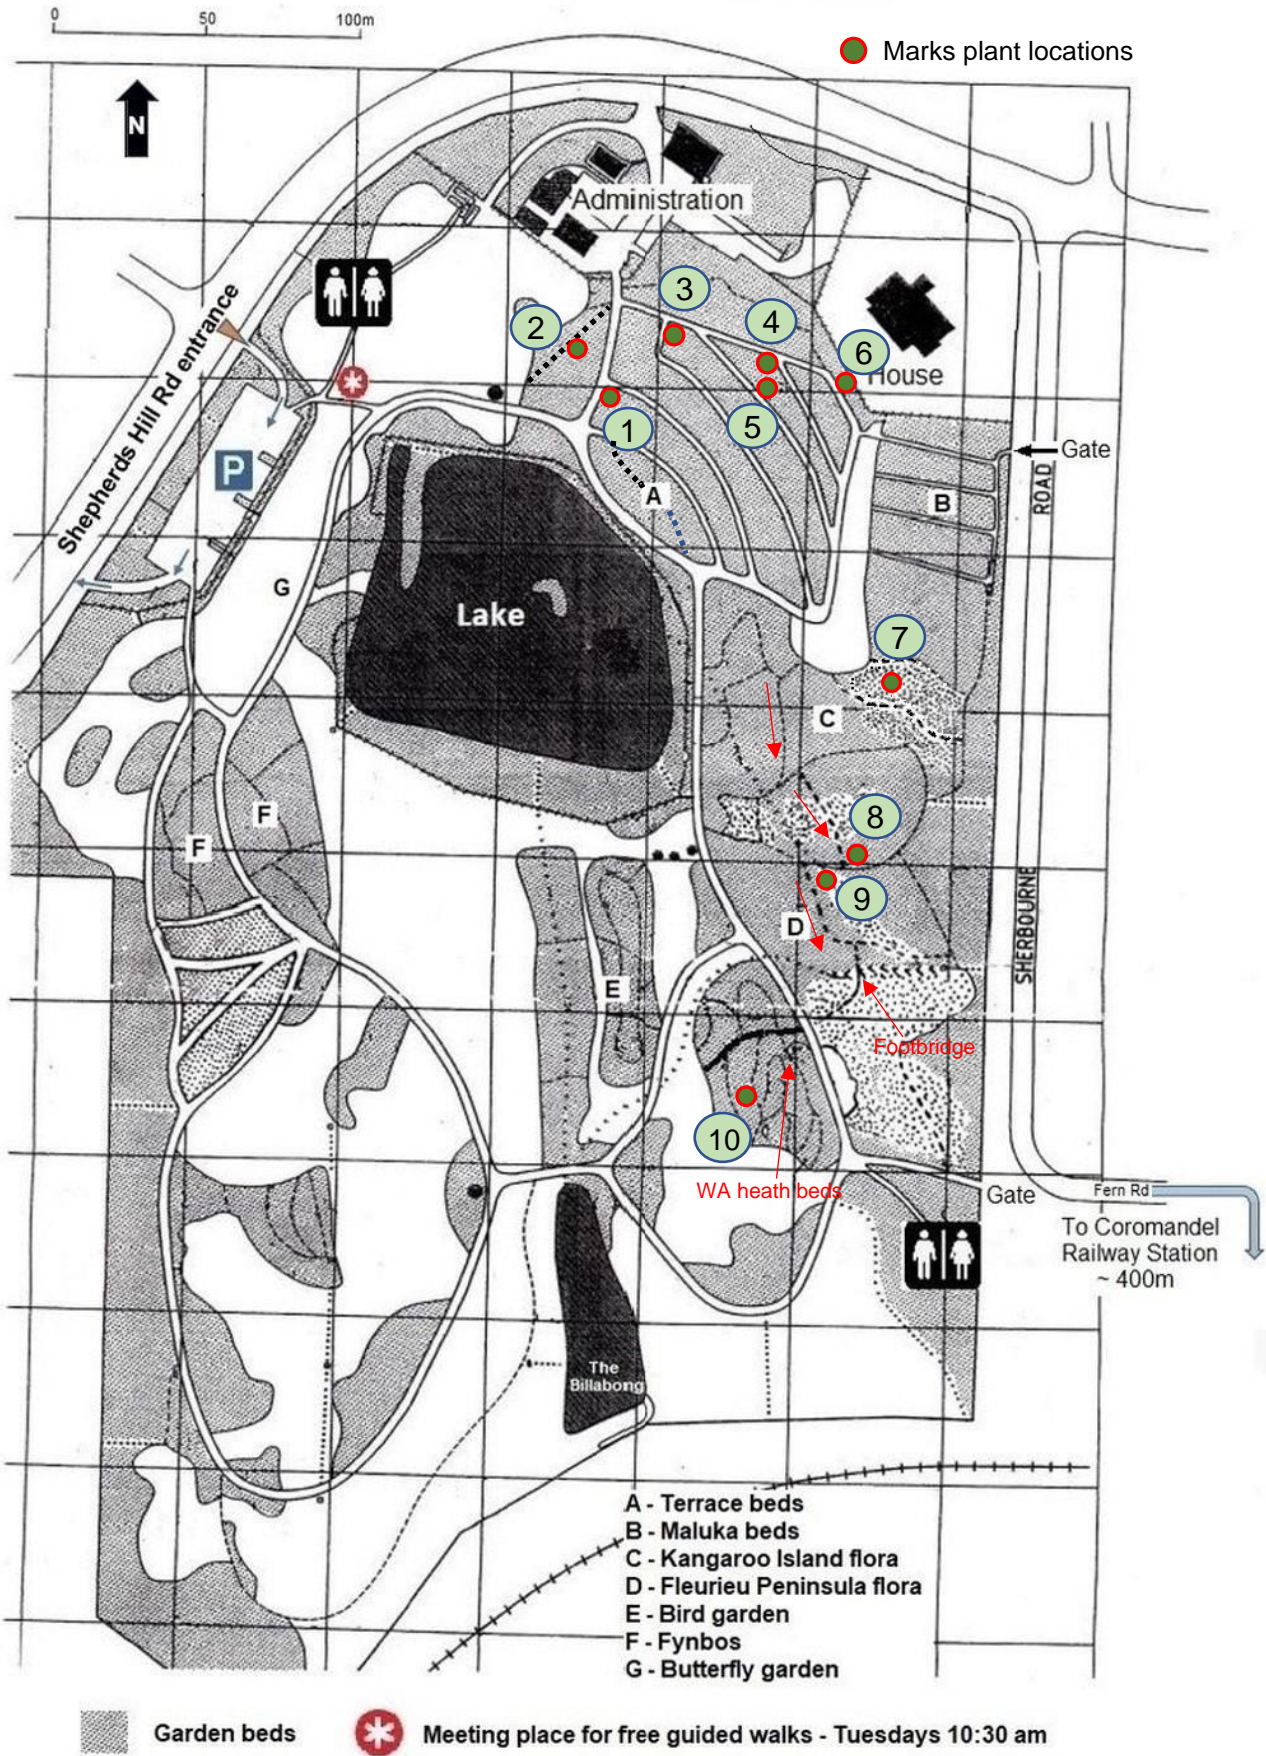 0 50 100m
Marks plant locations
N
Administration
Shepherds Hill Rd entrance
2
3
4
6
House
1
5
Gate
P
A
B
ROAD
G
Lake
7
C
F
F
8
9
D
SHERBOURNE
E
Footbridge
10
WA heath beds
Gate
Fern Rd
To Coromandel
Railway Station
~ 400m
The
Billabong
A - Terrace beds
B - Maluka beds
C - Kangaroo Island flora
D - Fleurieu Peninsula flora
E - Bird garden
F - Fynbos
G - Butterfly garden
Garden beds
Meeting place for free guided walks - Tuesdays 10:30 am